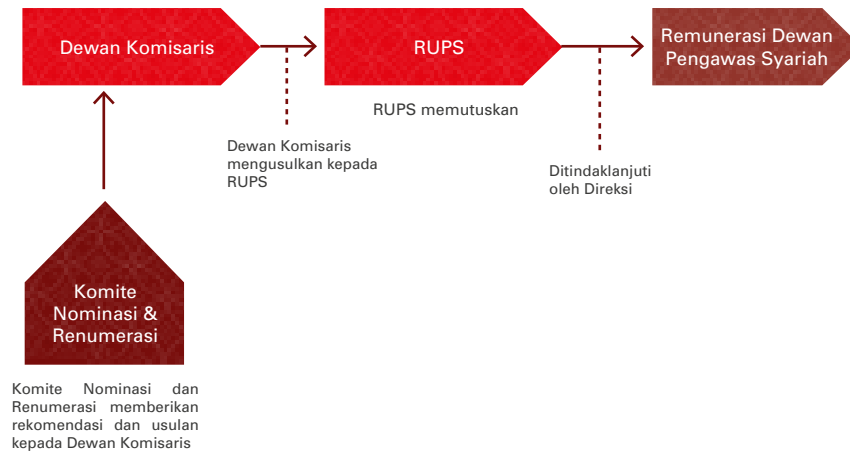 Dewan Komisaris
RUPS
Remunerasi Dewan
Pengawas Syariah
RUPS memutuskan
Dewan Komisaris
mengusulkan kepada
RUPS
Ditindaklanjuti
oleh Direksi
Komite
Nominasi &
Renumerasi
Komite Nominasi dan
Renumerasi memberikan
rekomendasi dan usulan
kepada Dewan Komisaris